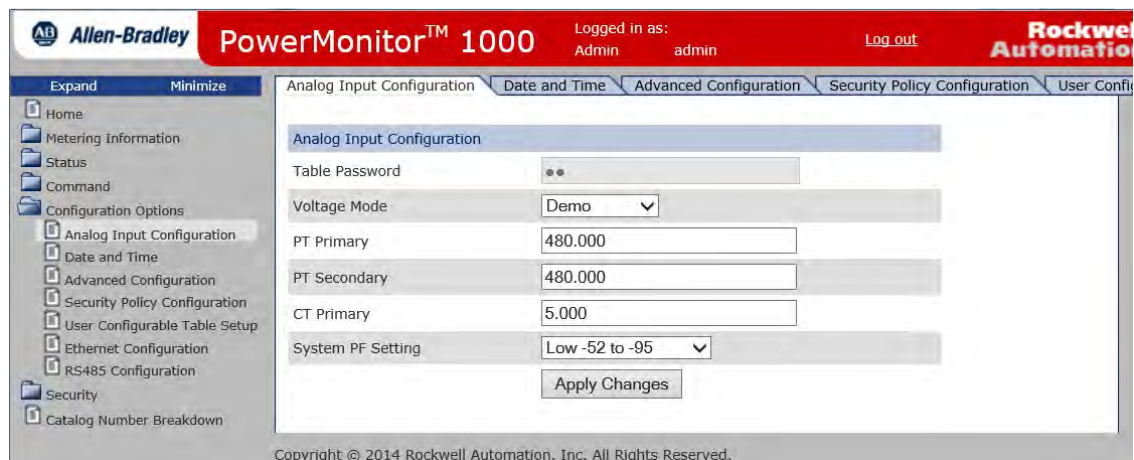 AB Allen-Bradley
PowerMonitor™ 1000
Logged in as:
Admin admin
Log out
Rockwel
Automatio
Expand Minimize
Home
Metering Information
Status
Command
Configuration Options
Analog Input Configuration
Date and Time
Advanced Configuration
Security Policy Configuration
User Configurable Table Setup
Ethernet Configuration
RS485 Configuration
Security
Catalog Number Breakdown
Analog Input Configuration Date and Time Advanced Configuration Security Policy Configuration User Config
Analog Input Configuration
Table Password ●●
Voltage Mode Demo
PT Primary 480.000
PT Secondary 480.000
CT Primary 5.000
System PF Setting Low -52 to -95
Apply Changes
Copyright © 2014 Rockwell Automation, Inc. All Rights Reserved.